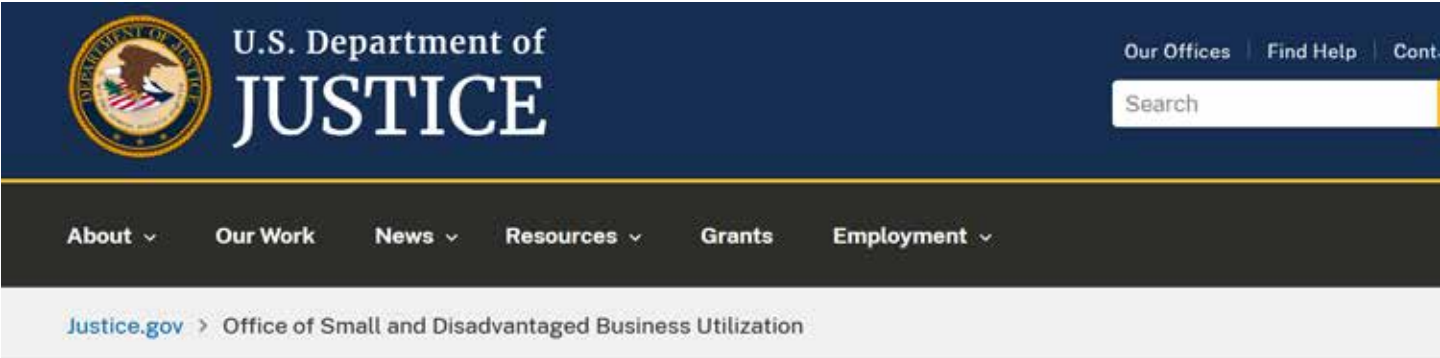 U.S. Department of
JUSTICE
Our Offices Find Help
Search
About Our Work News Resources Grants Employment
Justice.gov > Office of Small and Disadvantaged Business Utilization